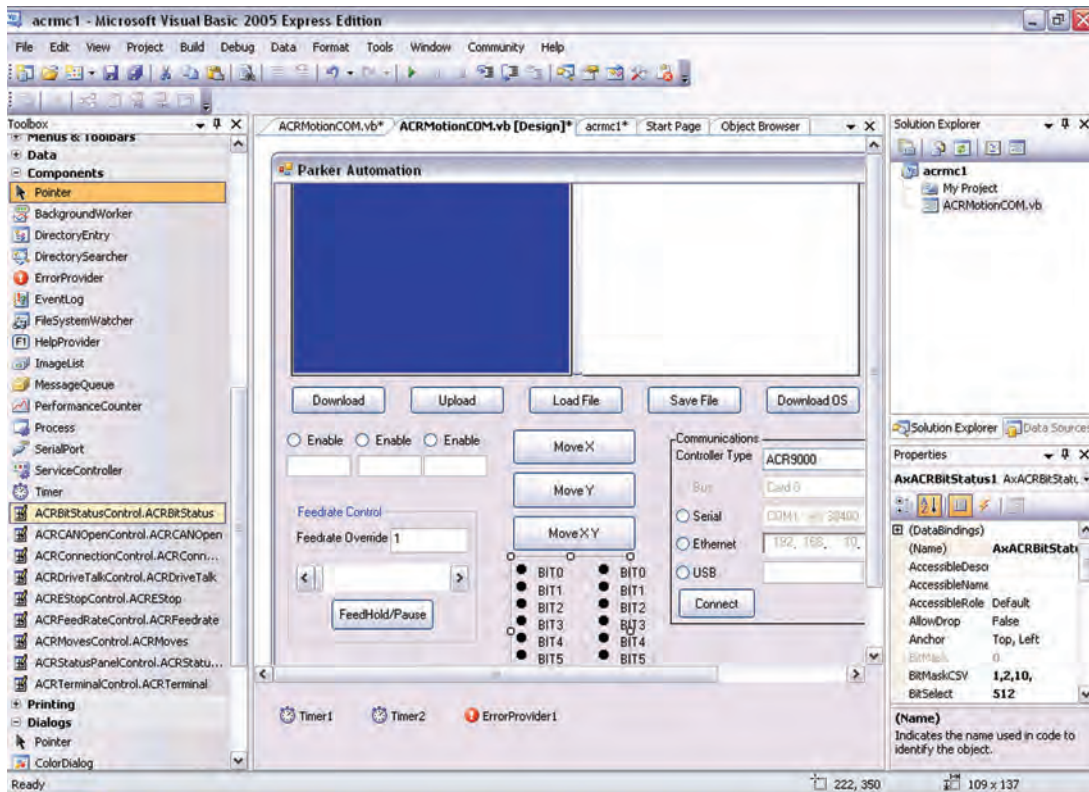 acrmc1 - Microsoft Visual Basic 2005 Express Edition
File Edit View Project Build Debug Data Format Tools Window Community Help
Toolbox
Menus & Toolbars
Data
Components
Pointer
BackgroundWorker
DirectoryEntry
DirectorySearcher
ErrorProvider
EventLog
FileSystemWatcher
HelpProvider
ImageList
MessageQueue
PerformanceCounter
Process
SerialPort
ServiceController
Timer
ACRBitStatusControl.ACRBitStatus
ACRCANOpenControl.ACRCANOpen
ACRConnectionControl.ACRConn...
ACRDriveTalkControl.ACRDriveTalk
ACREStopControl.ACREStop
ACRFeedRateControl.ACRFeedrate
ACRMovesControl.ACRMoves
ACRStatusPanelControl.ACRStatu...
ACRTerminalControl.ACRTerminal
Printing
Dialogs
Pointer
ColorDialog
ACRMotionCOM.vb* ACRMotionCOM.vb [Design]* acrmc1* Start Page Object Browser
Parker Automation
Download Upload Load File Save File Download OS
Enable Enable Enable
Move X
Move Y
Move X Y
Feedrate Control
Feedrate Override 1
FeedHold/Pause
BIT0 BIT0
BIT1 BIT1
BIT2 BIT2
BIT3 BIT3
BIT4 BIT4
BIT5 BIT5
Communications
Controller Type ACR9000
Bus Card 0
Serial COM1 38400
Ethernet 192. 168. 10.
USB
Connect
Timer1 Timer2 ErrorProvider1
Solution Explorer
acrmc1
My Project
ACRMotionCOM.vb
Solution Explorer Data Sources
Properties
AxACRBitStatus1 AxACRBitStatu
(DataBindings)
(Name) AxACRBitStatu
AccessibleDescr
AccessibleName
AccessibleRole Default
AllowDrop False
Anchor Top, Left
BitMask 0
BitMaskCSV 1,2,10,
BitSelect 512
(Name)
Indicates the name used in code to
identify the object.
Ready 222, 350 109 x 137